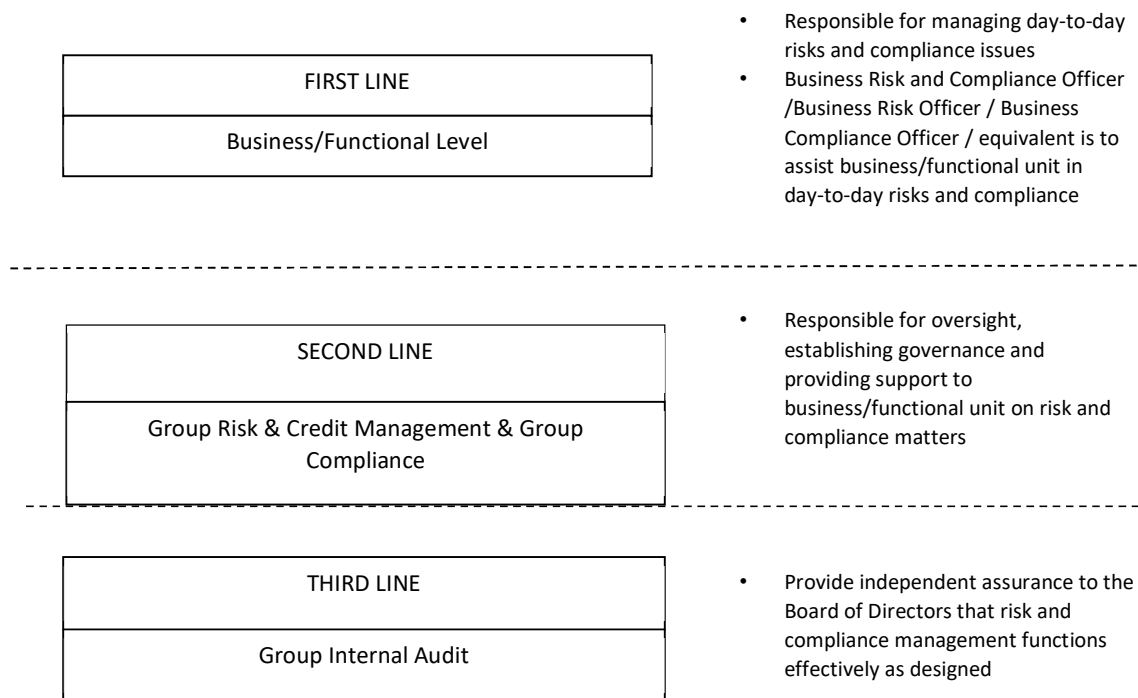 FIRST LINE
Business/Functional Level
• Responsible for managing day-to-day
risks and compliance issues
• Business Risk and Compliance Officer
/Business Risk Officer / Business
Compliance Officer / equivalent is to
assist business/functional unit in
day-to-day risks and compliance
SECOND LINE
Group Risk & Credit Management & Group
Compliance
• Responsible for oversight,
establishing governance and
providing support to
business/functional unit on risk and
compliance matters
THIRD LINE
Group Internal Audit
• Provide independent assurance to the
Board of Directors that risk and
compliance management functions
effectively as designed